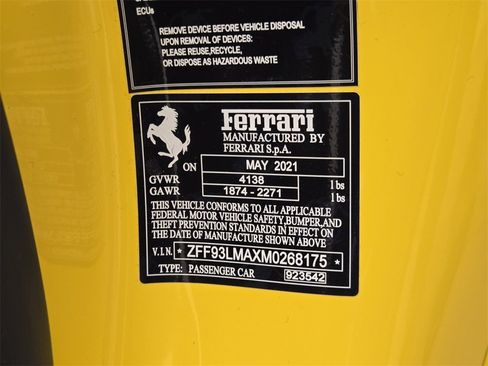 ECUs
REMOVE DEVICE BEFORE VEHICLE DISPOSAL
UPON REMOVAL OF DEVICES:
PLEASE REUSE,RECYCLE,
OR DISPOSE AS HAZARDOUS WASTE
Ferrari
MANUFACTURED BY
FERRARI S.p.A.
ON MAY 2021
GVWR 4138 lbs
GAWR 1874 - 2271 lbs
THIS VEHICLE CONFORMS TO ALL APPLICABLE
FEDERAL MOTOR VEHICLE SAFETY,BUMPER,AND
THEFT PREVENTION STANDARDS IN EFFECT ON
THE DATE OF MANUFACTURE SHOWN ABOVE
V.I.N. * ZFF93LMAXM0268175 *
TYPE: PASSENGER CAR 923542